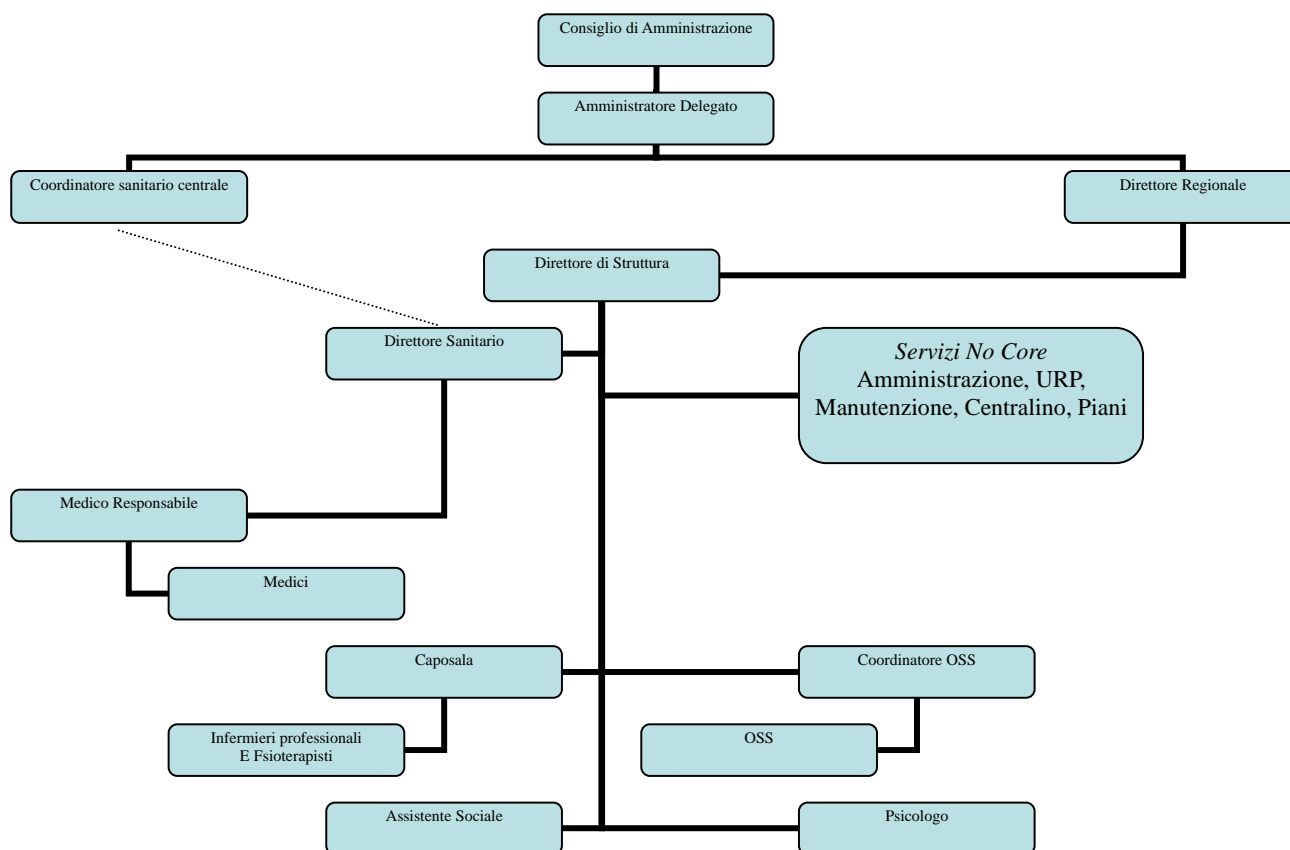 Consiglio di Amministrazione
Amministratore Delegato
Coordinatore sanitario centrale
Direttore Regionale
Direttore di Struttura
Direttore Sanitario
Servizi No Core
Amministrazione, URP,
Manutenzione, Centralino, Piani
Medico Responsabile
Medici
Caposala
Coordinatore OSS
Infermieri professionali
E Fsioterapisti
OSS
Assistente Sociale
Psicologo